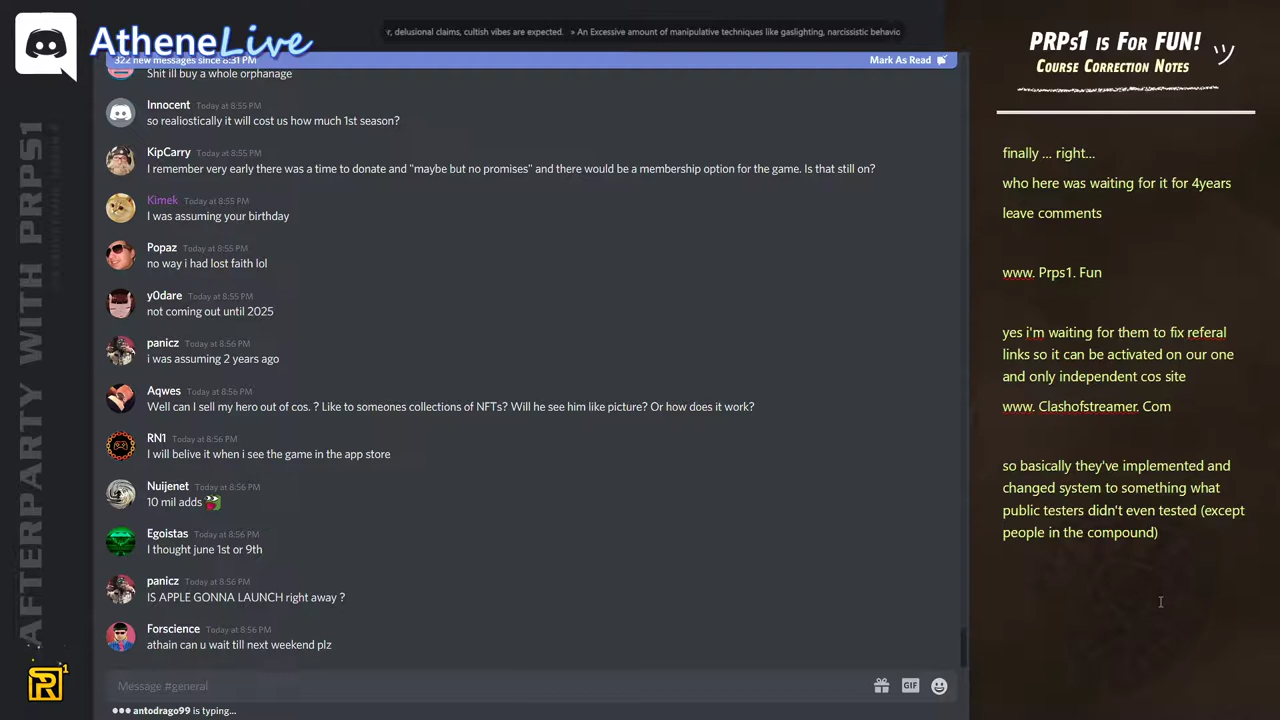 AtheneLive
r, delusional claims, cultish vibes are expected. » An Excessive amount of manipulative techniques like gaslighting, narcissistic behavio
322 new messages since 8:31 PM
Mark As Read
Shit ill buy a whole orphanage
Innocent Today at 8:55 PM
so realiostically it will cost us how much 1st season?
KipCarry Today at 8:55 PM
I remember very early there was a time to donate and "maybe but no promises" and there would be a membership option for the game. Is that still on?
Kimek Today at 8:55 PM
I was assuming your birthday
Popaz Today at 8:55 PM
no way i had lost faith lol
y0dare Today at 8:55 PM
not coming out until 2025
panicz Today at 8:56 PM
i was assuming 2 years ago
Aqwes Today at 8:56 PM
Well can I sell my hero out of cos. ? Like to someones collections of NFTs? Will he see him like picture? Or how does it work?
RN1 Today at 8:56 PM
I will belive it when i see the game in the app store
Nuijenet Today at 8:56 PM
10 mil adds
Egoistas Today at 8:56 PM
I thought june 1st or 9th
panicz Today at 8:56 PM
IS APPLE GONNA LAUNCH right away ?
Forscience Today at 8:56 PM
athain can u wait till next weekend plz
Message #general
GIF
antodrago99 is typing...
AFTERPARTY WITH PRPS1
R1
PRPs1 is For FUN!
Course Correction Notes
ツ
finally ... right...
who here was waiting for it for 4years
leave comments
www. Prps1. Fun
yes i'm waiting for them to fix referal
links so it can be activated on our one
and only independent cos site
www. Clashofstreamer. Com
so basically they've implemented and
changed system to something what
public testers didn't even tested (except
people in the compound)